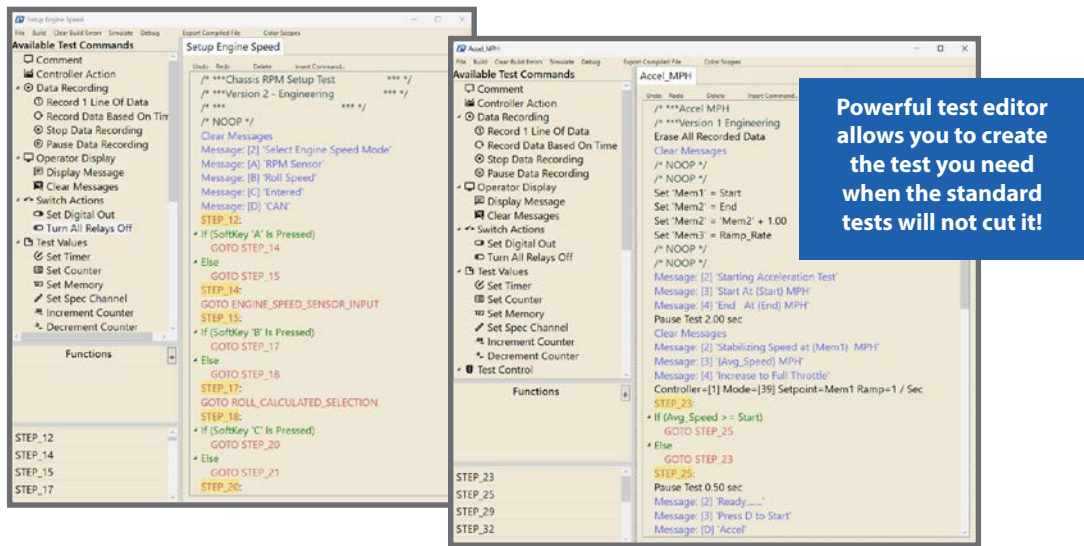 Setup Engine Speed
File Build Clear Build Errors Simulate Debug Export Compiled File Color Scopes
Available Test Commands
Comment
Controller Action
Data Recording
Record 1 Line Of Data
Record Data Based On Tim
Stop Data Recording
Pause Data Recording
Operator Display
Display Message
Clear Messages
Switch Actions
Set Digital Out
Turn All Relays Off
Test Values
Set Timer
Set Counter
Set Memory
Set Spec Channel
Increment Counter
Decrement Counter
Functions
+
STEP_12
STEP_14
STEP_15
STEP_17
Setup Engine Speed
Undo Redo Delete Insert Command..
/* ***Chassis RPM Setup Test *** */
/* ***Version 2 - Engineering *** */
/* *** *** */
/* NOOP */
Clear Messages
Message: [2] 'Select Engine Speed Mode'
Message: [A] 'RPM Sensor'
Message: [B] 'Roll Speed'
Message: [C] 'Entered'
Message: [D] 'CAN'
STEP_12:
If (SoftKey 'A' Is Pressed)
GOTO STEP_14
Else
GOTO STEP_15
STEP_14:
GOTO ENGINE_SPEED_SENSOR_INPUT
STEP_15:
If (SoftKey 'B' Is Pressed)
GOTO STEP_17
Else
GOTO STEP_18
STEP_17:
GOTO ROLL_CALCULATED_SELECTION
STEP_18:
If (SoftKey 'C' Is Pressed)
GOTO STEP_20
Else
GOTO STEP_21
STEP_20:
Accel_MPH
File Build Clear Build Errors Simulate Debug Export Compiled File Color Scopes
Available Test Commands
Comment
Controller Action
Data Recording
Record 1 Line Of Data
Record Data Based On Time
Stop Data Recording
Pause Data Recording
Operator Display
Display Message
Clear Messages
Switch Actions
Set Digital Out
Turn All Relays Off
Test Values
Set Timer
Set Counter
Set Memory
Set Spec Channel
Increment Counter
Decrement Counter
Test Control
Functions
+
STEP_23
STEP_25
STEP_29
STEP_32
Accel_MPH
Undo Redo Delete Insert Command..
/* ***Accel MPH
/* ***Version 1 Engineering
Erase All Recorded Data
Clear Messages
/* NOOP */
/* NOOP */
Set 'Mem1' = Start
Set 'Mem2' = End
Set 'Mem2' = 'Mem2' + 1.00
Set 'Mem3' = Ramp_Rate
/* NOOP */
/* NOOP */
Message: [2] 'Starting Acceleration Test'
Message: [3] 'Start At {Start} MPH'
Message: [4] 'End At {End} MPH'
Pause Test 2.00 sec
Clear Messages
Message: [2] 'Stabilizing Speed at {Mem1} MPH'
Message: [3] '{Avg_Speed} MPH'
Message: [4] 'Increase to Full Throttle'
Controller=[1] Mode=[39] Setpoint=Mem1 Ramp=1 / Sec
STEP_23:
If (Avg_Speed >= Start)
GOTO STEP_25
Else
GOTO STEP_23
STEP_25:
Pause Test 0.50 sec
Message: [2] 'Ready......'
Message: [3] 'Press D to Start'
Message: [D] 'Accel'
Powerful test editor
allows you to create
the test you need
when the standard
tests will not cut it!